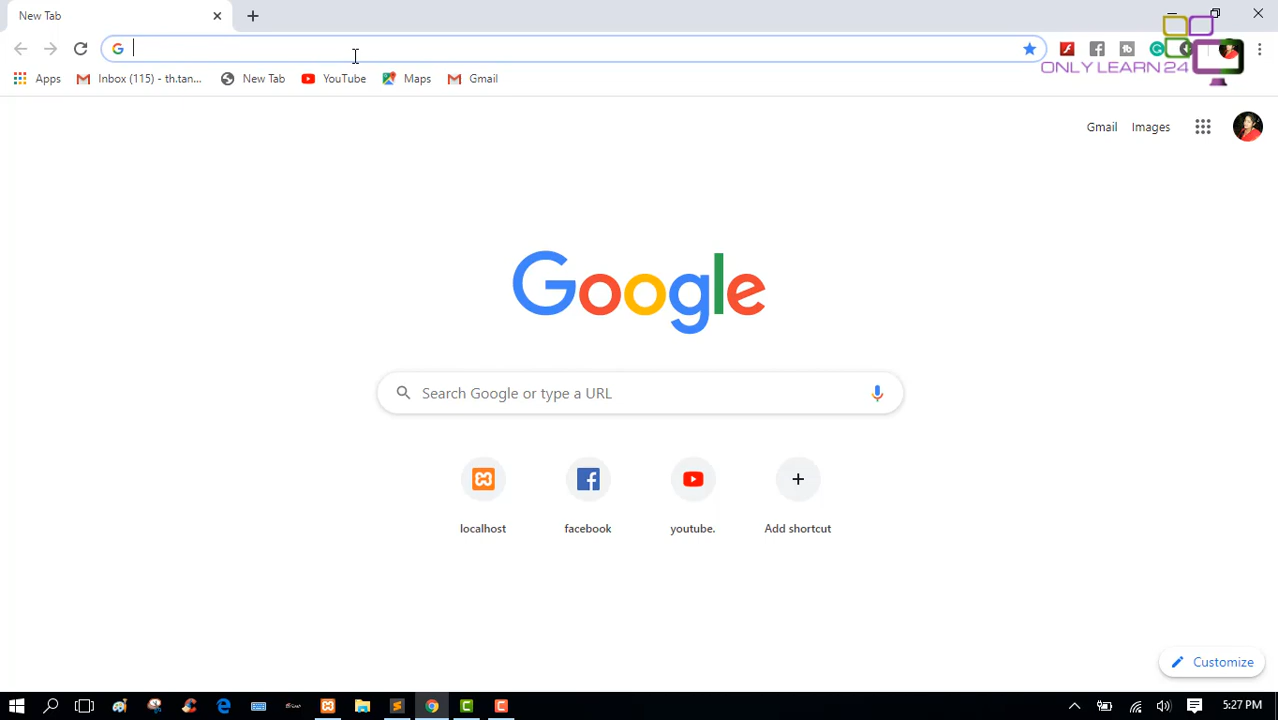 New Tab
Apps Inbox (115) - th.tan... New Tab YouTube Maps Gmail
ONLY LEARN 24
Gmail Images
Google
Search Google or type a URL
localhost facebook youtube. Add shortcut
Customize
5:27 PM